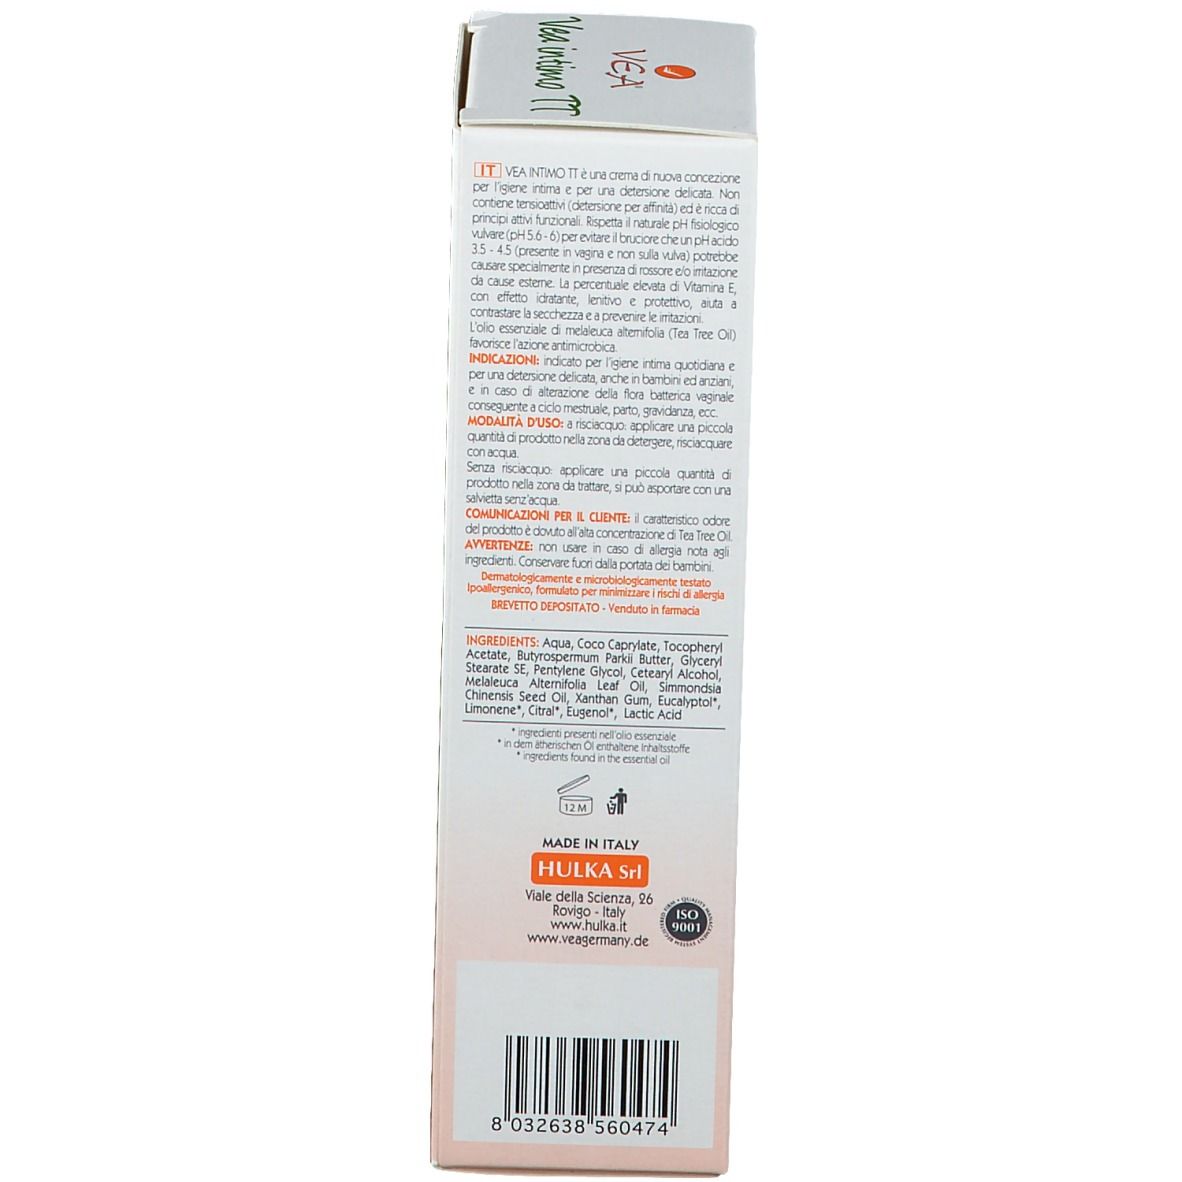 VEA
Vea intimo TT
IT VEA INTIMO TT è una crema di nuova concezione
per l'igiene intima e per una detersione delicata. Non
contiene tensioattivi (detersione per affinità) ed è ricca di
principi attivi funzionali. Rispetta il naturale pH fisiologico
vulvare (pH 5.6 - 6) per evitare il bruciore che un pH acido
3.5 - 4.5 (presente in vagina e non sulla vulva) potrebbe
causare specialmente in presenza di rossore e/o irritazione
da cause esterne. La percentuale elevata di Vitamina E,
con effetto idratante, lenitivo e protettivo, aiuta a
contrastare la secchezza e a prevenire le irritazioni.
L'olio essenziale di melaleuca alternifolia (Tea Tree Oil)
favorisce l'azione antimicrobica.
INDICAZIONI: indicato per l'igiene intima quotidiana e
per una detersione delicata, anche in bambini ed anziani,
e in caso di alterazione della flora batterica vaginale
conseguente a ciclo mestruale, parto, gravidanza, ecc.
MODALITÀ D'USO: a risciacquo: applicare una piccola
quantità di prodotto nella zona da detergere, risciacquare
con acqua.
Senza risciacquo: applicare una piccola quantità di
prodotto nella zona da trattare, si può asportare con una
salvietta senz'acqua.
COMUNICAZIONI PER IL CLIENTE: il caratteristico odore
del prodotto è dovuto all'alta concentrazione di Tea Tree Oil.
AVVERTENZE: non usare in caso di allergia nota agli
ingredienti. Conservare fuori dalla portata dei bambini.
Dermatologicamente e microbiologicamente testato
Ipoallergenico, formulato per minimizzare i rischi di allergia
BREVETTO DEPOSITATO - Venduto in farmacia
INGREDIENTS: Aqua, Coco Caprylate, Tocopheryl
Acetate, Butyrospermum Parkii Butter, Glyceryl
Stearate SE, Pentylene Glycol, Cetearyl Alcohol,
Melaleuca Alternifolia Leaf Oil, Simmondsia
Chinensis Seed Oil, Xanthan Gum, Eucalyptol*,
Limonene*, Citral*, Eugenol*, Lactic Acid
* ingredienti presenti nell'olio essenziale
* in dem ätherischen Öl enthaltene Inhaltsstoffe
* ingredients found in the essential oil
12 M
MADE IN ITALY
HULKA Srl
Viale della Scienza, 26
Rovigo - Italy
www.hulka.it
www.veagermany.de
REGISTERED FIRM • QUALITY MANAGEMENT SYSTEM
ISO
9001
8 032638 560474